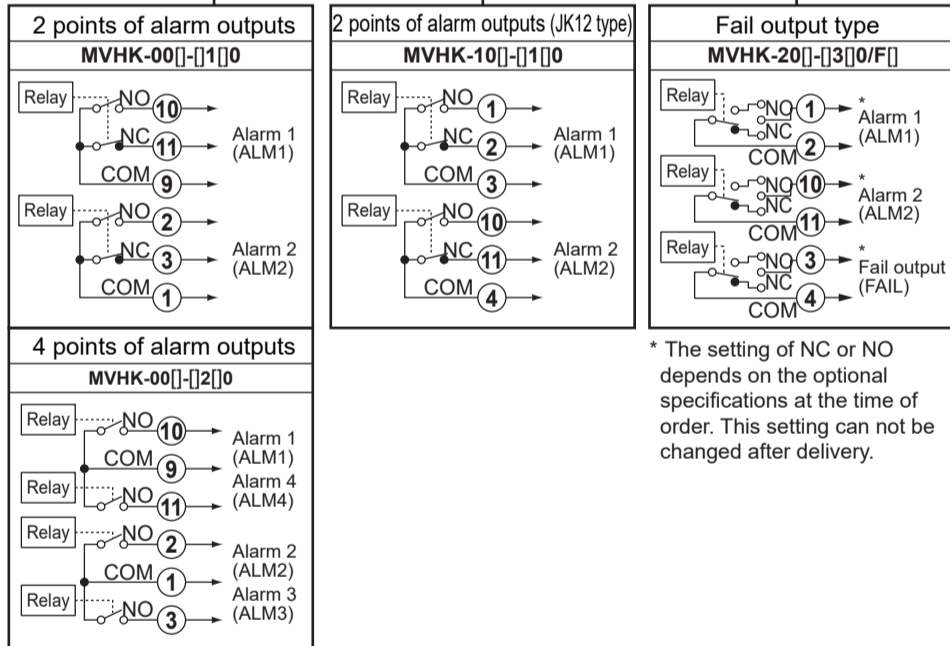 2 points of alarm outputs
MVHK-00[]-[]1[]0
Relay
NO
10
NC
11
Alarm 1
(ALM1)
COM
9
Relay
NO
2
NC
3
Alarm 2
(ALM2)
COM
1
2 points of alarm outputs (JK12 type)
MVHK-10[]-[]1[]0
Relay
NO
1
NC
2
Alarm 1
(ALM1)
COM
3
Relay
NO
10
NC
11
Alarm 2
(ALM2)
COM
4
Fail output type
MVHK-20[]-[]3[]0/F[]
Relay
NO
1
*
Alarm 1
(ALM1)
NC
COM
2
Relay
NO
10
*
Alarm 2
(ALM2)
NC
COM
11
Relay
NO
3
*
Fail output
(FAIL)
NC
COM
4
* The setting of NC or NO
depends on the optional
specifications at the time of
order. This setting can not be
changed after delivery.
4 points of alarm outputs
MVHK-00[]-[]2[]0
Relay
NO
10
Alarm 1
(ALM1)
COM
9
Relay
NO
11
Alarm 4
(ALM4)
Relay
NO
2
Alarm 2
(ALM2)
COM
1
Relay
NO
3
Alarm 3
(ALM3)